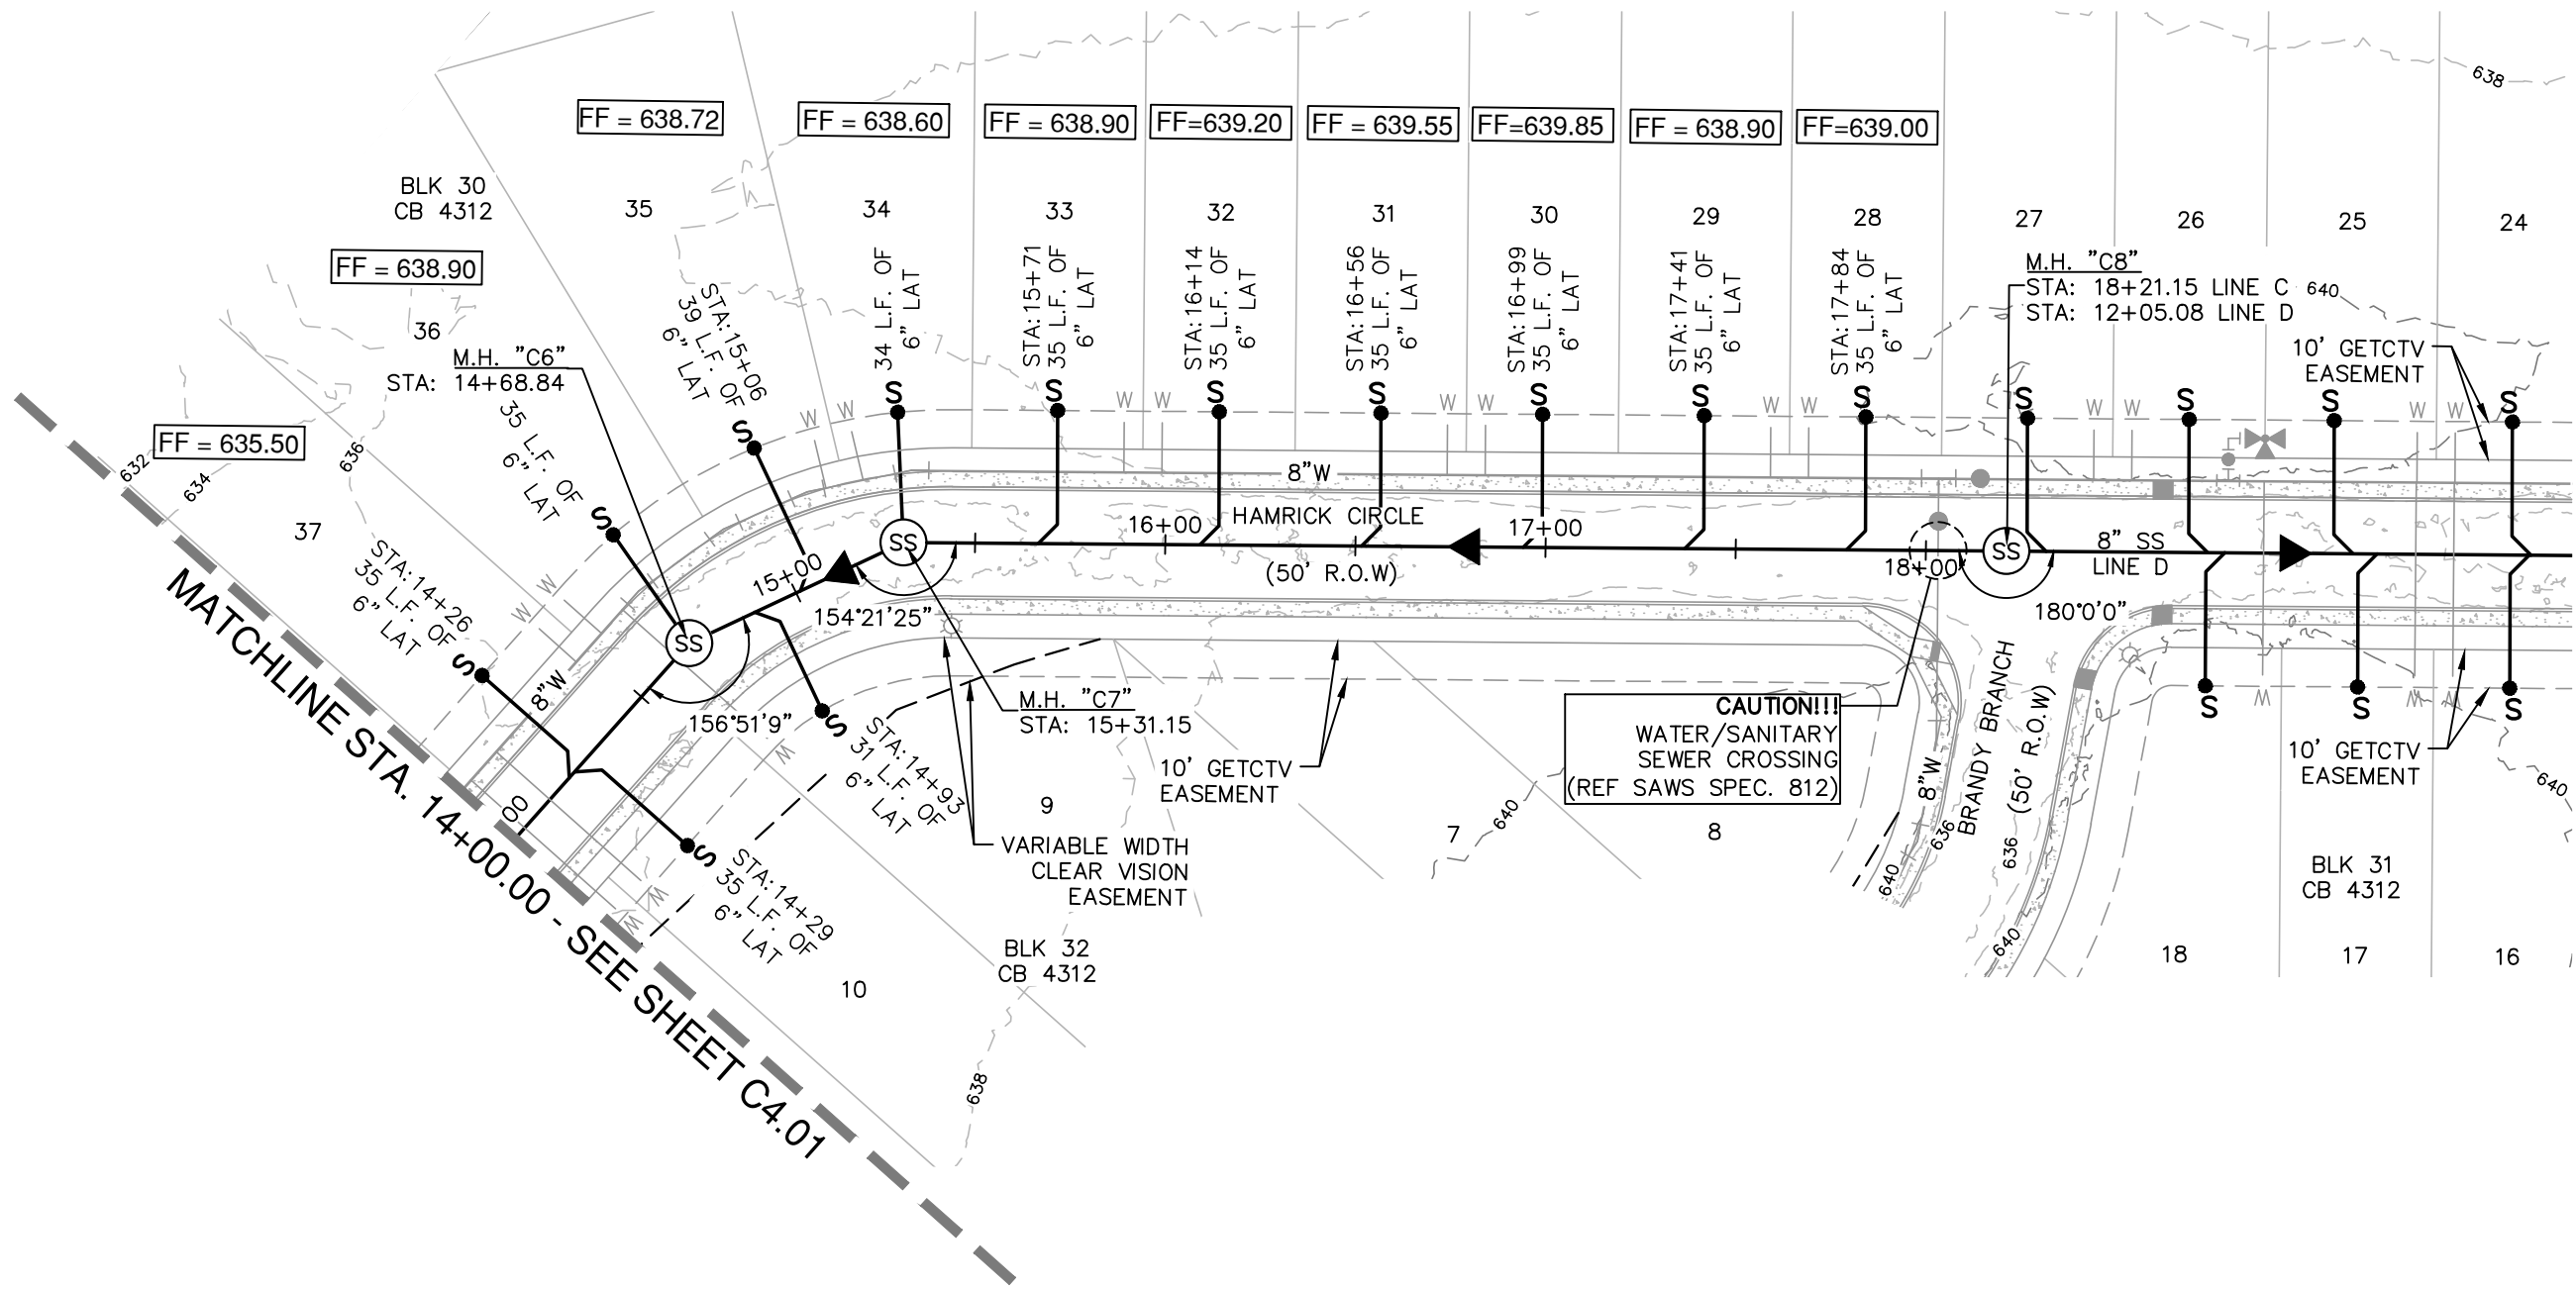 638
FF = 638.72
FF = 638.60
FF = 638.90
FF=639.20
FF = 639.55
FF=639.85
FF = 638.90
FF=639.00
BLK 30
CB 4312
35
34
33
32
31
30
29
28
27
26
25
24
FF = 638.90
36
M.H. "C6"
STA: 14+68.84
FF = 635.50
632
634
636
37
STA:15+06
39 L.F. OF
6" LAT
34 L.F. OF
6" LAT
STA:15+71
35 L.F. OF
6" LAT
STA:16+14
35 L.F. OF
6" LAT
STA:16+56
35 L.F. OF
6" LAT
STA:16+99
35 L.F. OF
6" LAT
STA:17+41
35 L.F. OF
6" LAT
STA:17+84
35 L.F. OF
6" LAT
M.H. "C8"
STA: 18+21.15 LINE C
STA: 12+05.08 LINE D
640
10' GETCTV
EASEMENT
35 L.F. OF
6" LAT
STA:14+26
35 L.F. OF
6" LAT
S
S
S
S
S
S
S
S
S
S
S
S
S
S
W
W
W
W
W
W
W
W
W
W
W
W
W
W
8"W
8"W
HAMRICK CIRCLE
(50' R.O.W)
15+00
16+00
17+00
18+00
SS
SS
SS
8" SS
LINE D
154°21'25"
156°51'9"
180°0'0"
M.H. "C7"
STA: 15+31.15
S
STA:14+93
31 L.F. OF
6" LAT
W
S
STA:14+29
35 L.F. OF
6" LAT
W
W
00
10' GETCTV
EASEMENT
VARIABLE WIDTH
CLEAR VISION
EASEMENT
9
7
640
8
CAUTION!!!
WATER/SANITARY
SEWER CROSSING
(REF SAWS SPEC. 812)
8"W
BRANDY BRANCH
(50' R.O.W)
636
636
640
640
S
S
S
W
W
W
10' GETCTV
EASEMENT
640
BLK 31
CB 4312
18
17
16
BLK 32
CB 4312
10
638
MATCHLINE STA. 14+00.00 - SEE SHEET C4.01